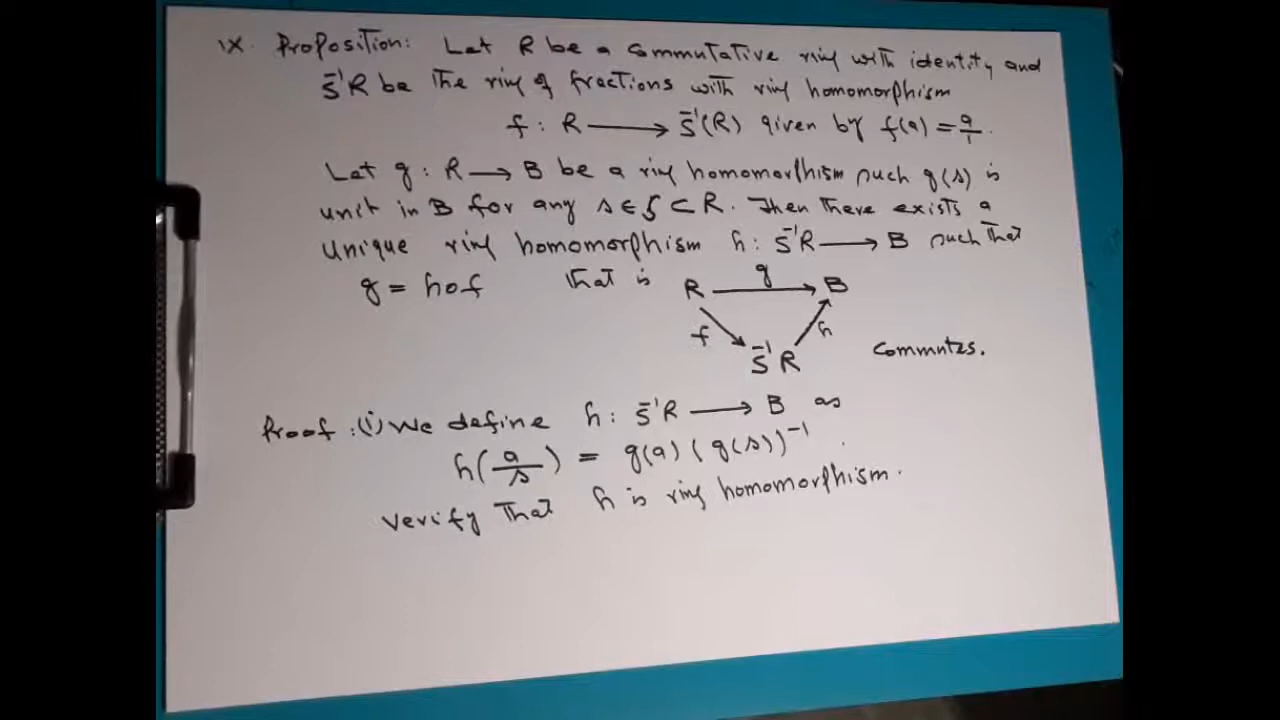 IX. Proposition: Let R be a commutative ring with identity and
S⁻¹R be the ring of fractions with ring homomorphism
f : R ⟶ S⁻¹(R) given by f(a) = a/1.
Let g : R ⟶ B be a ring homomorphism such g(s) is
unit in B for any s ∈ S ⊂ R. Then there exists a
unique ring homomorphism h : S⁻¹R ⟶ B such that
g = hof that is R g B
f h
S⁻¹R commutes.
Proof : (i) We define h : S⁻¹R ⟶ B as
h(a/s) = g(a) (g(s))⁻¹.
verify that h is ring homomorphism.